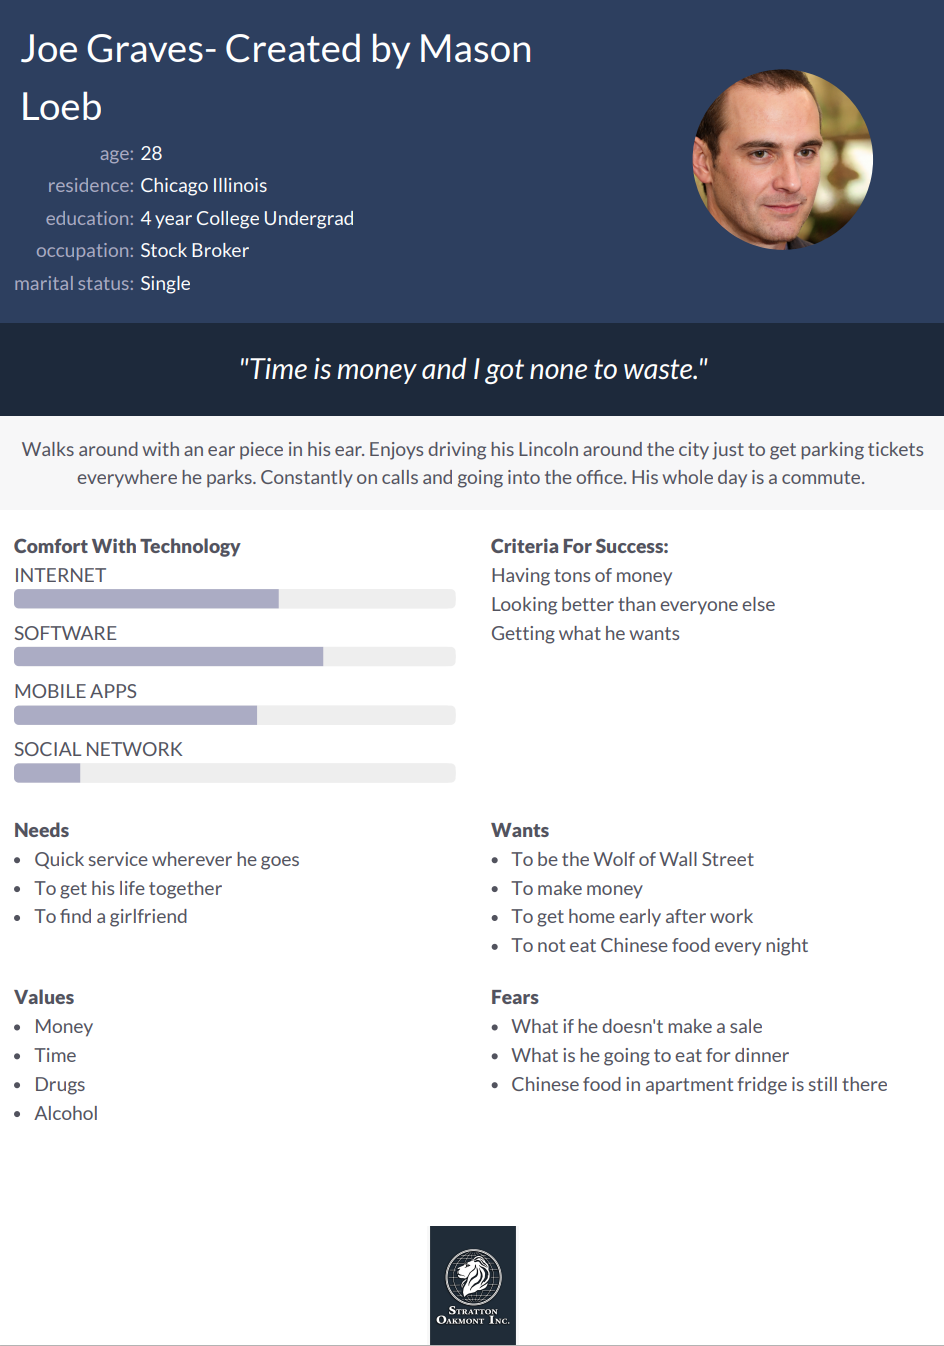 Joe Graves- Created by Mason
Loeb
age: 28
residence: Chicago Illinois
education: 4 year College Undergrad
occupation: Stock Broker
marital status: Single
"Time is money and I got none to waste."
Walks around with an ear piece in his ear. Enjoys driving his Lincoln around the city just to get parking tickets
everywhere he parks. Constantly on calls and going into the office. His whole day is a commute.
Comfort With Technology
INTERNET
SOFTWARE
MOBILE APPS
SOCIAL NETWORK
Criteria For Success:
Having tons of money
Looking better than everyone else
Getting what he wants
Needs
• Quick service wherever he goes
• To get his life together
• To find a girlfriend
Wants
• To be the Wolf of Wall Street
• To make money
• To get home early after work
• To not eat Chinese food every night
Values
• Money
• Time
• Drugs
• Alcohol
Fears
• What if he doesn't make a sale
• What is he going to eat for dinner
• Chinese food in apartment fridge is still there
STRATTON
OAKMONT INC.